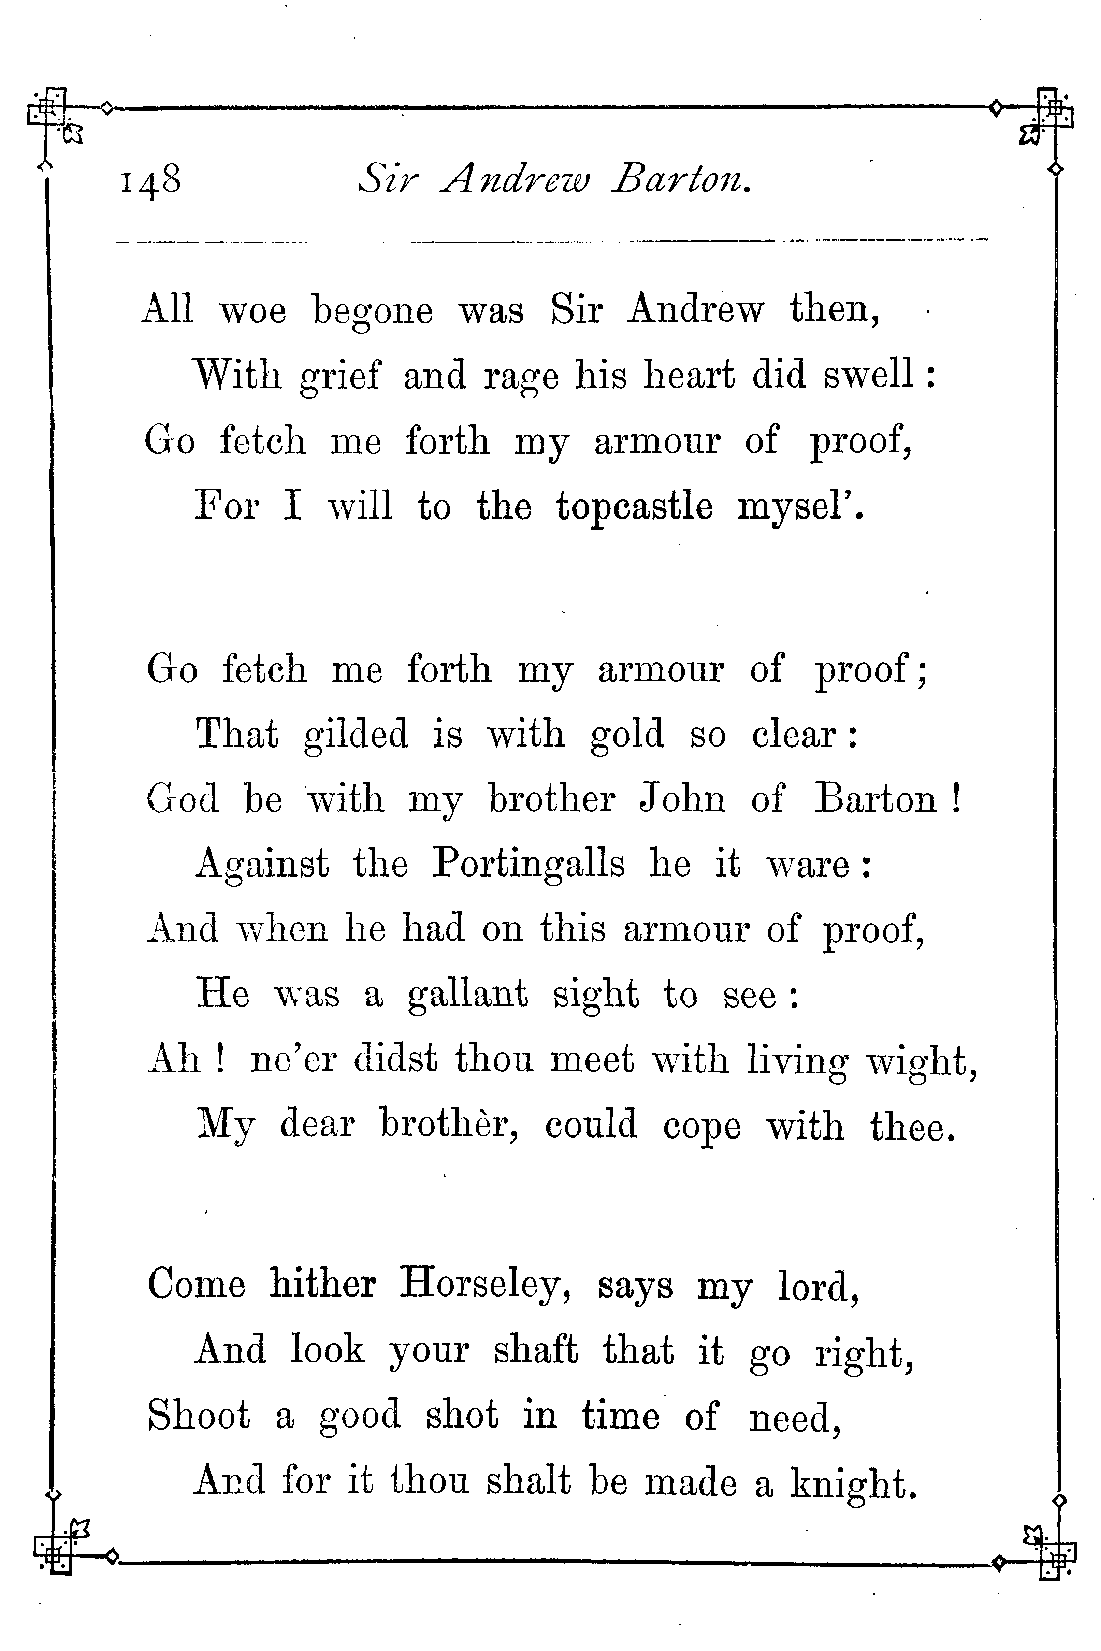 148 Sir Andrew Barton.
All woe begone was Sir Andrew then,
With grief and rage his heart did swell :
Go fetch me forth my armour of proof,
For I will to the topcastle mysel'.
Go fetch me forth my armour of proof ;
That gilded is with gold so clear :
God be with my brother John of Barton !
Against the Portingalls he it ware :
And when he had on this armour of proof,
He was a gallant sight to see :
Ah ! ne'er didst thou meet with living wight,
My dear brothèr, could cope with thee.
Come hither Horseley, says my lord,
And look your shaft that it go right,
Shoot a good shot in time of need,
And for it thou shalt be made a knight.